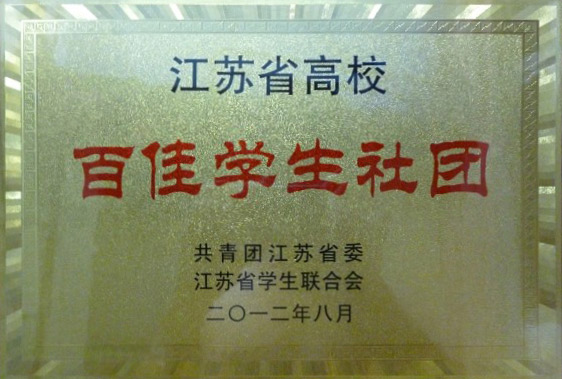 江苏省高校
百佳学生社团
共青团江苏省委
江苏省学生联合会
二〇一二年八月